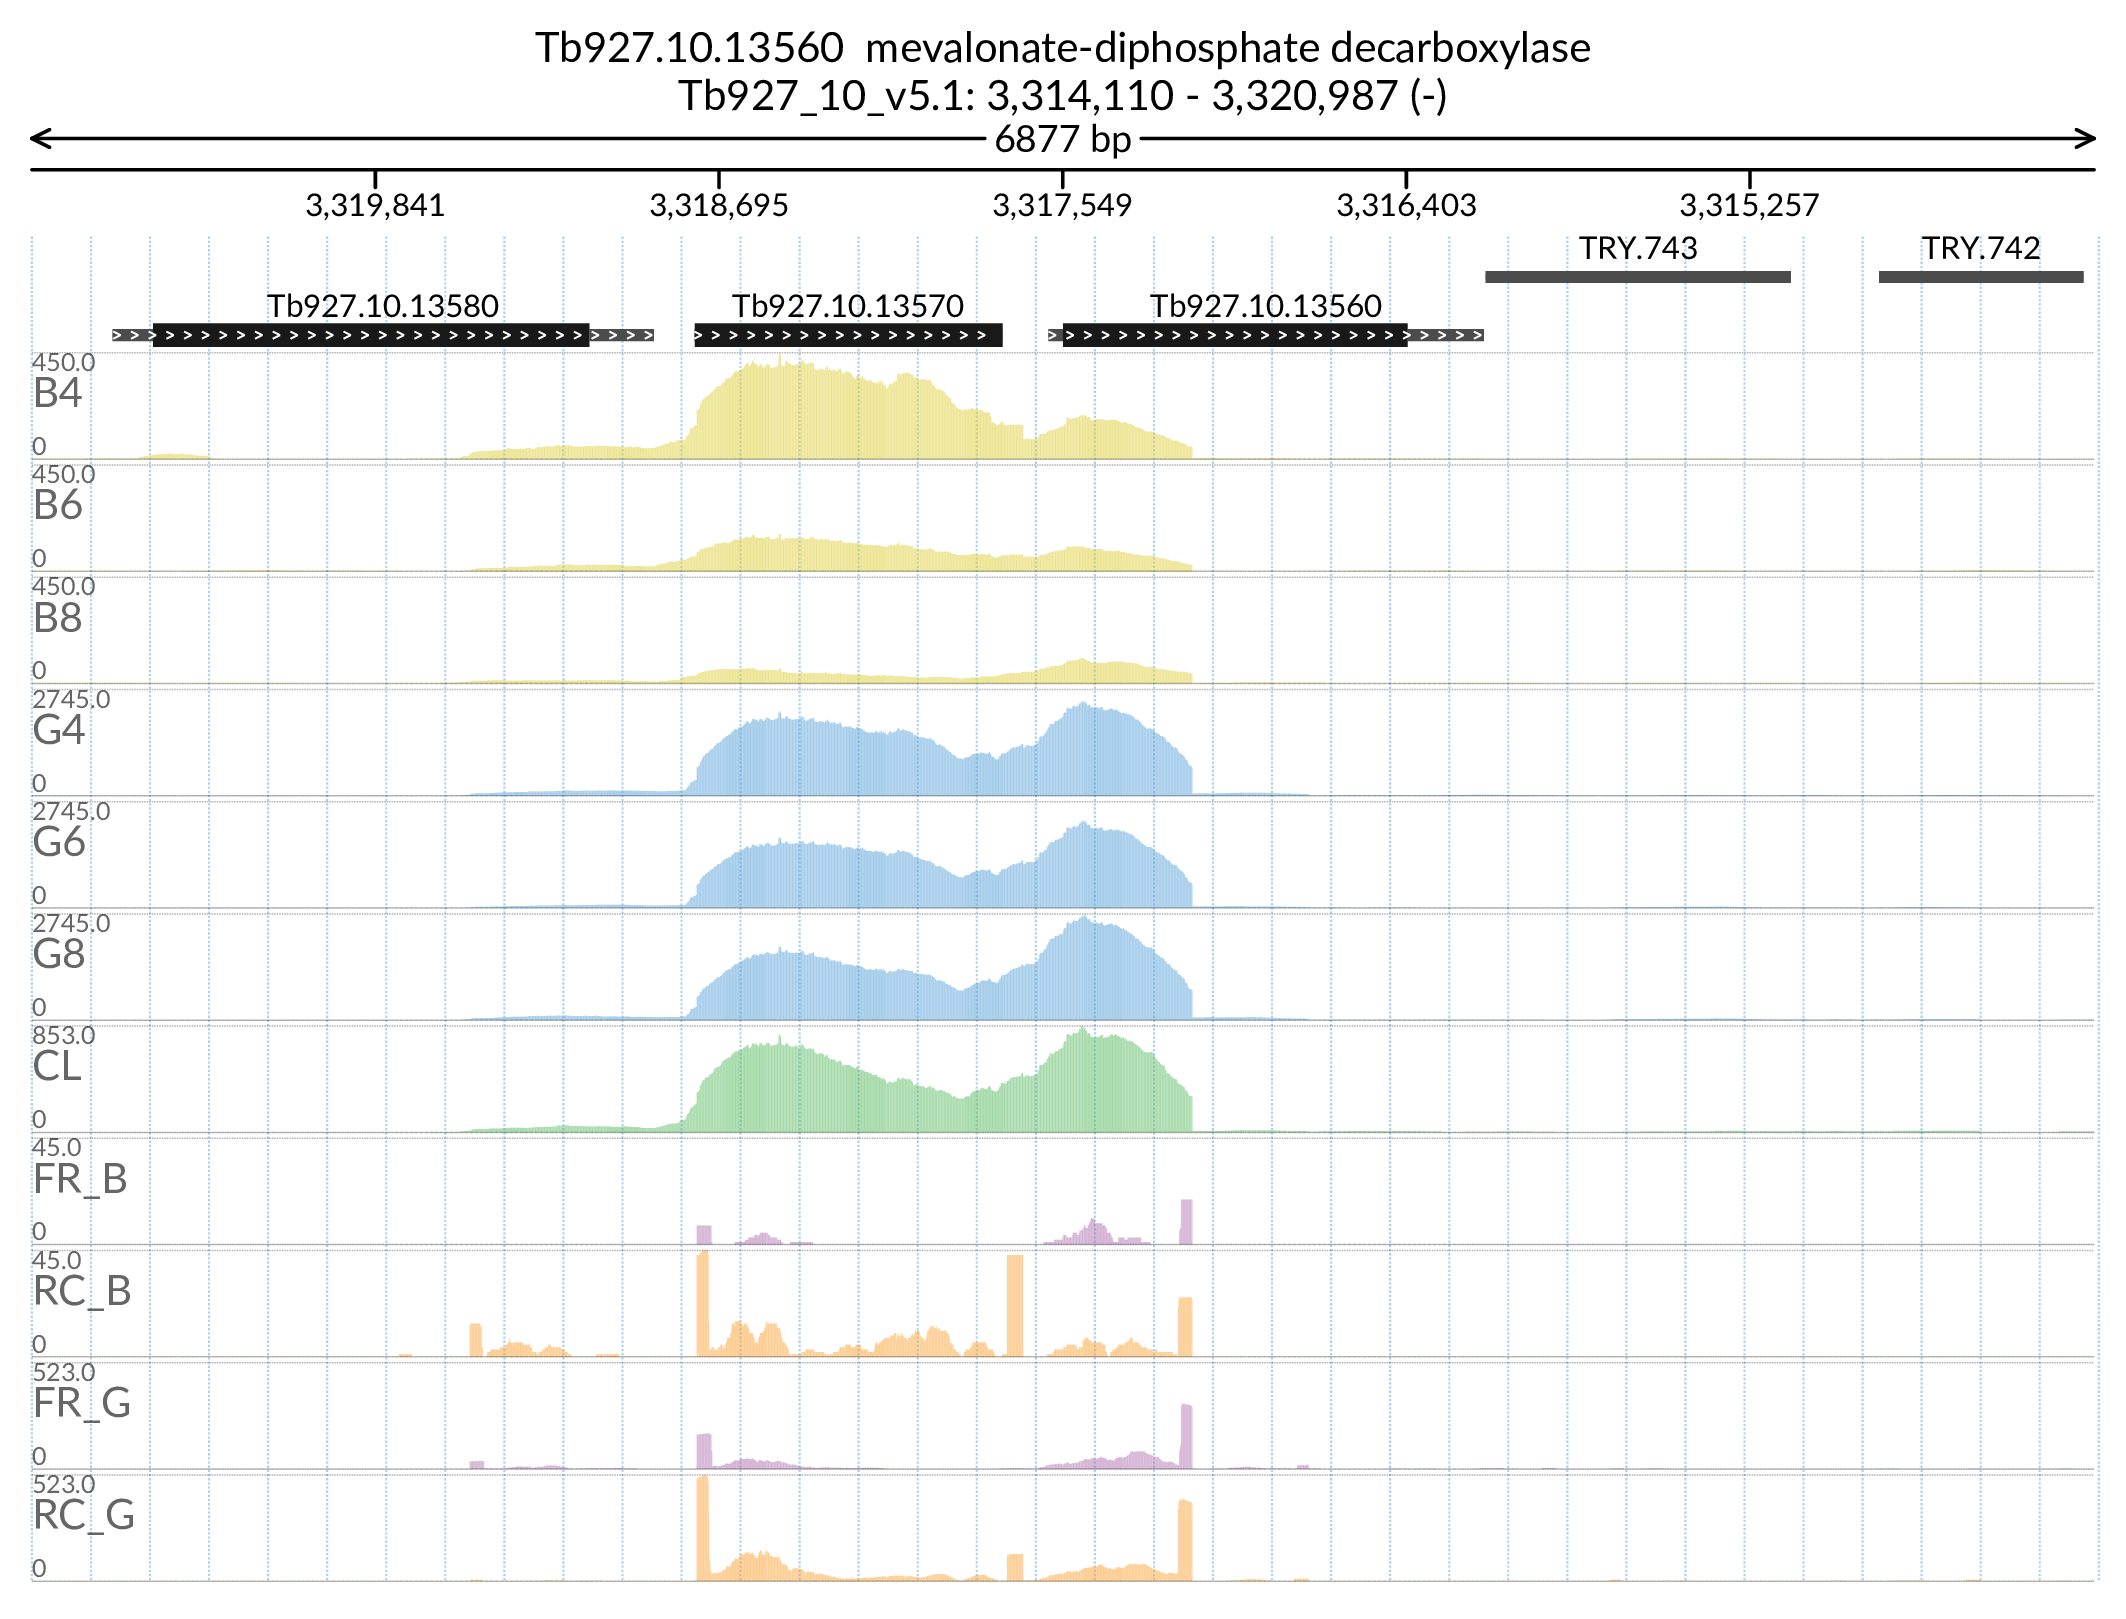 Tb927.10.13560  mevalonate-diphosphate decarboxylase
Tb927_10_v5.1: 3,314,110 - 3,320,987 (-)
6877 bp
3,319,841 3,318,695 3,317,549 3,316,403 3,315,257
TRY.743 TRY.742
Tb927.10.13580 Tb927.10.13570 Tb927.10.13560
450.0
B4
0
450.0
B6
0
450.0
B8
0
2745.0
G4
0
2745.0
G6
0
2745.0
G8
0
853.0
CL
0
45.0
FR_B
0
45.0
RC_B
0
523.0
FR_G
0
523.0
RC_G
0